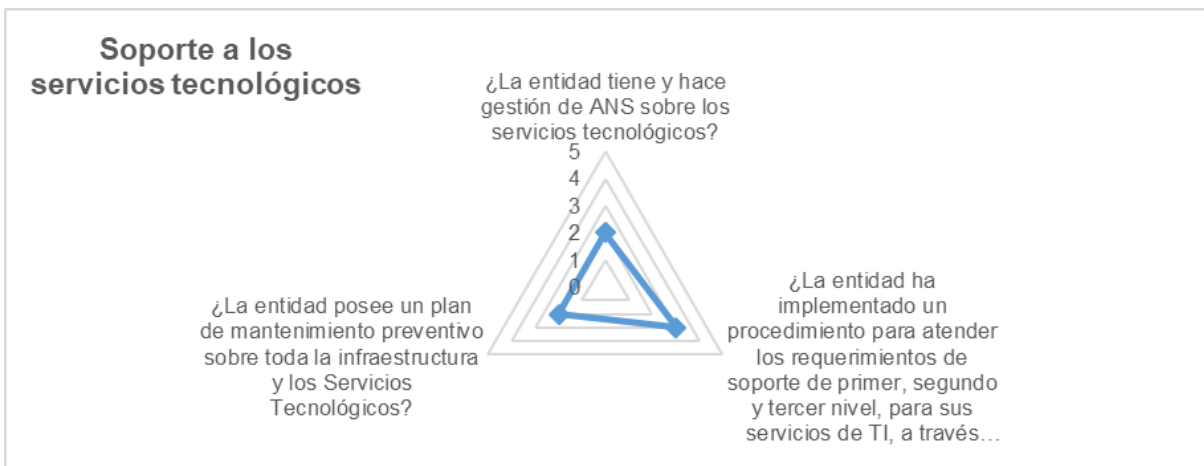 Soporte a los
servicios tecnológicos
¿La entidad tiene y hace
gestión de ANS sobre los
servicios tecnológicos?
5
4
3
2
1
0
¿La entidad ha
implementado un
procedimiento para atender
los requerimientos de
soporte de primer, segundo
y tercer nivel, para sus
servicios de TI, a través…
¿La entidad posee un plan
de mantenimiento preventivo
sobre toda la infraestructura
y los Servicios
Tecnológicos?